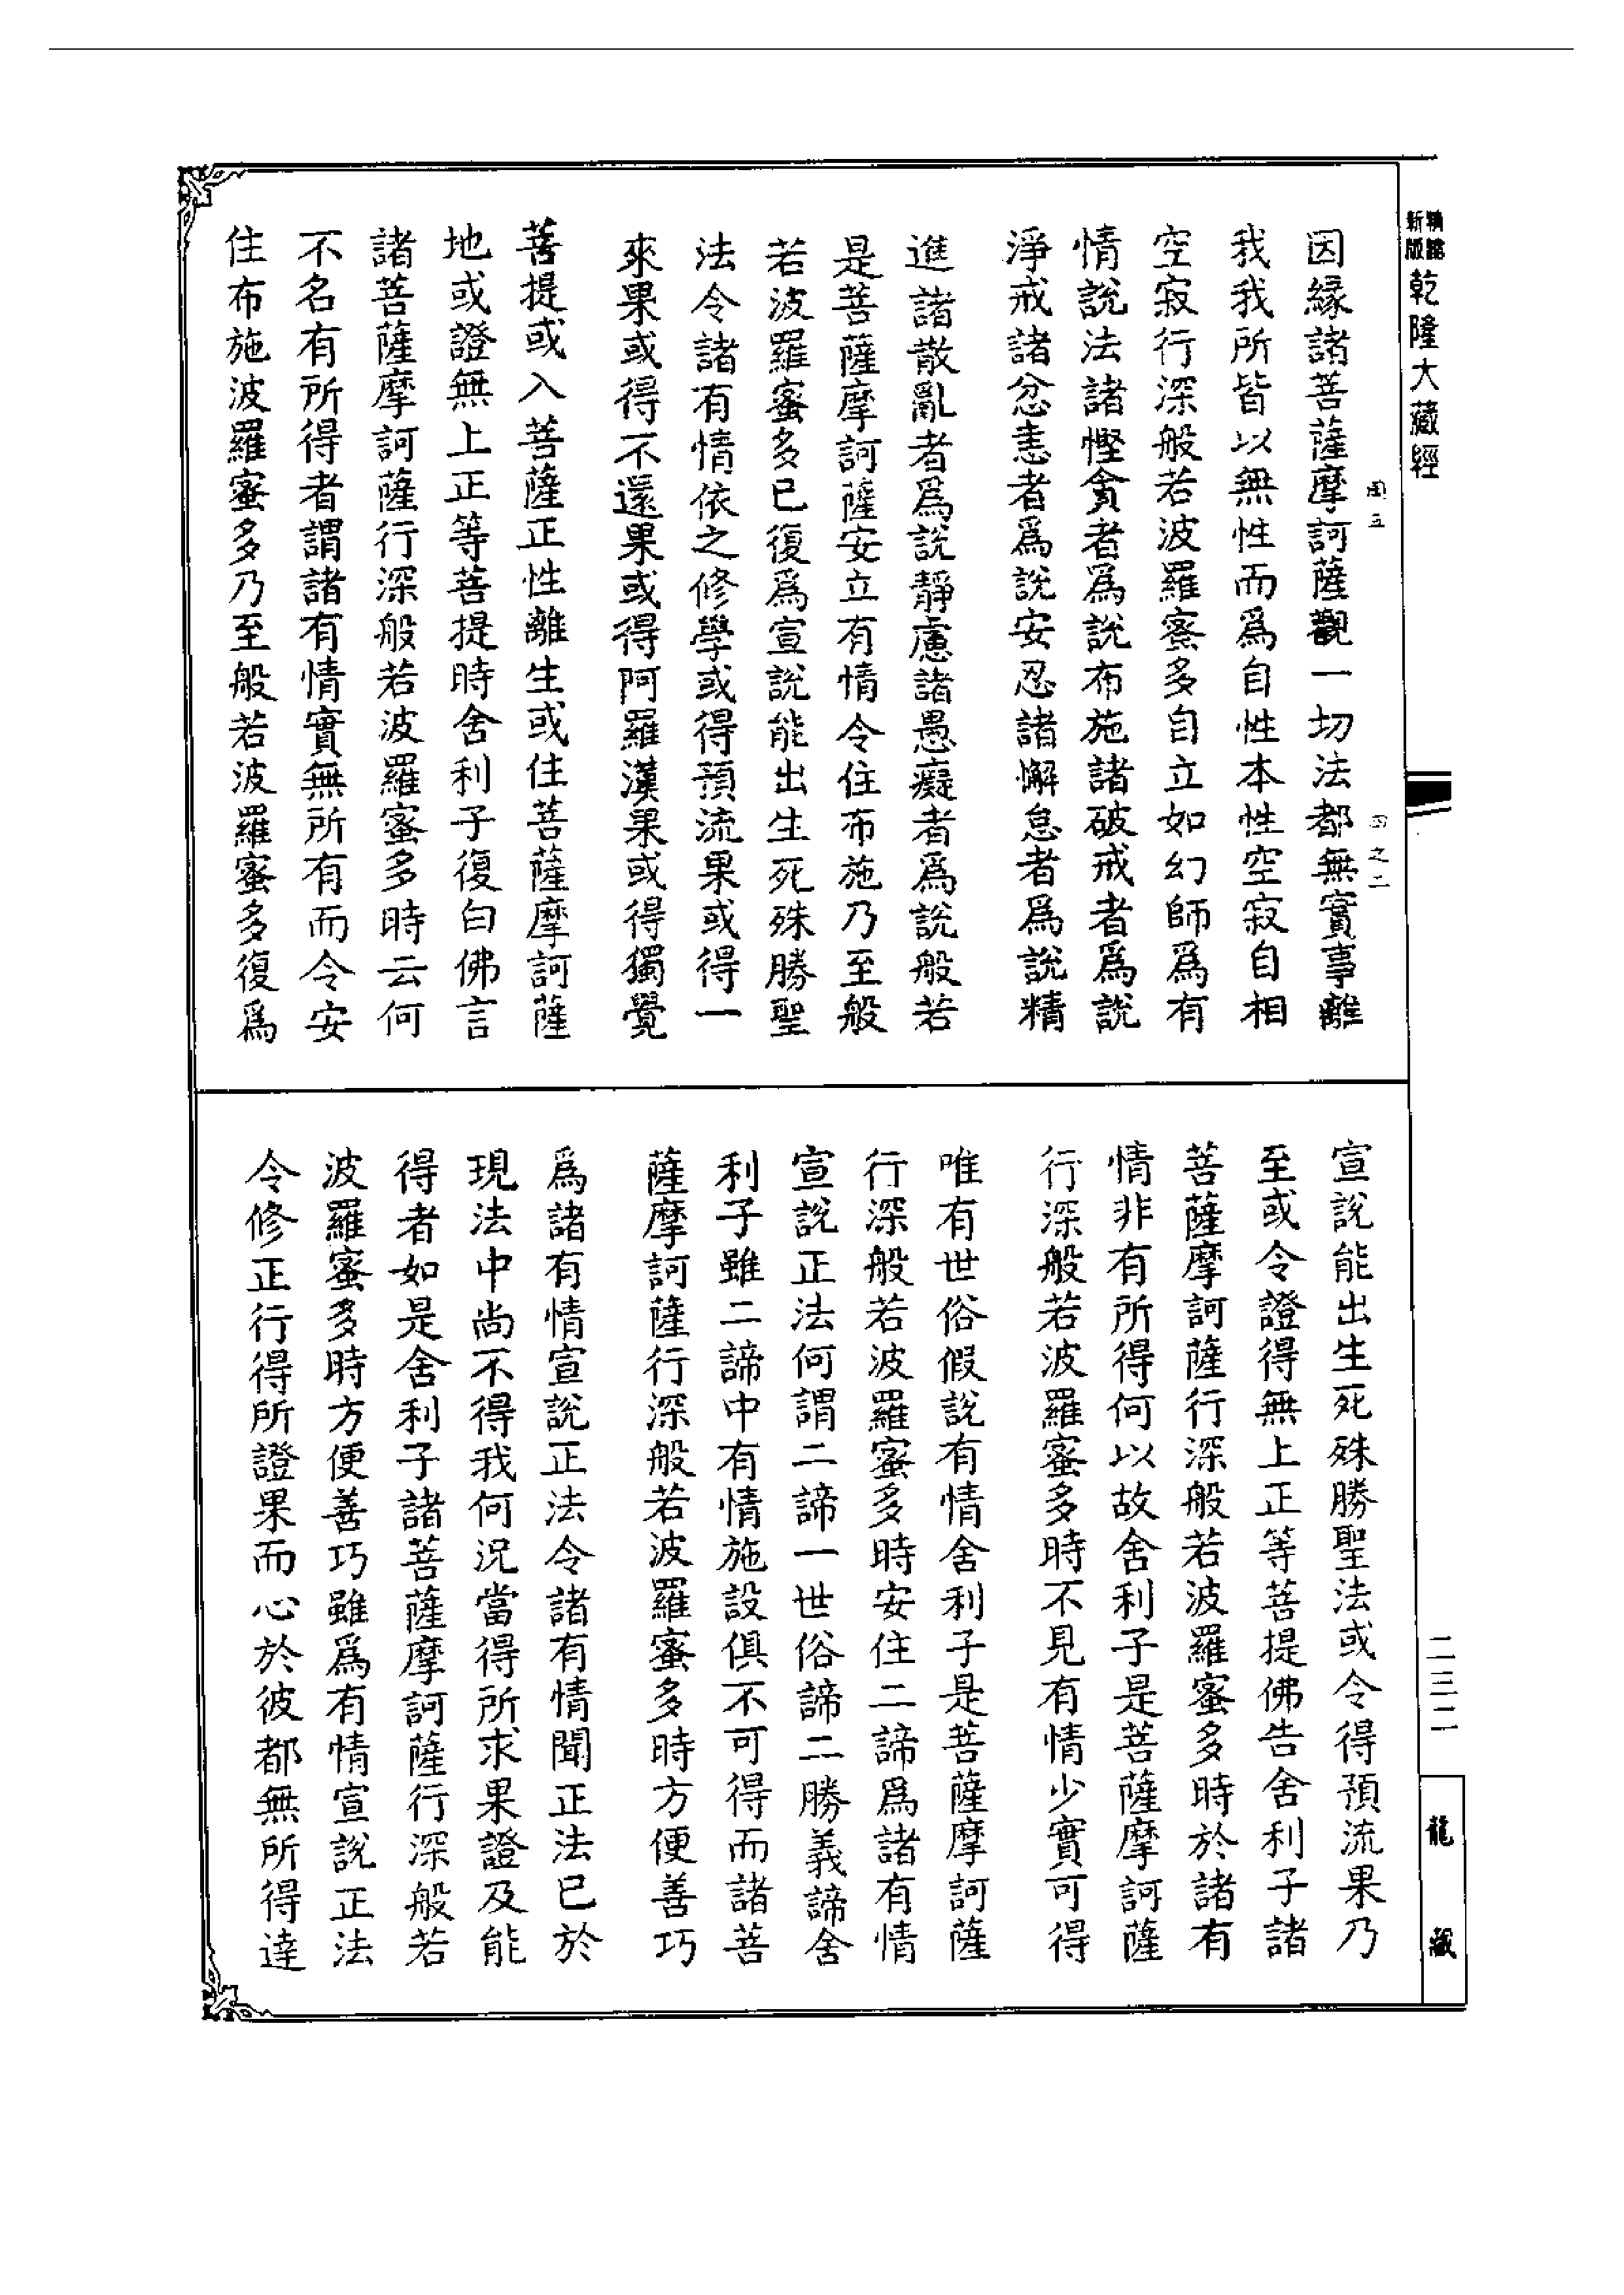 新版
精縮
乾隆大藏經
因緣諸菩薩摩訶薩觀一切法都無實事離
我我所皆以無性而爲自性本性空寂自相
空寂行深般若波羅蜜多自立如幻師爲有
情說法諸慳貪者爲說布施諸破戒者爲說
淨戒諸忿恚者爲說安忍諸懈怠者爲說精
進諸散亂者爲說靜慮諸愚癡者爲說般若
是菩薩摩訶薩安立有情令住布施乃至般
若波羅蜜多已復爲宣說能出生死殊勝聖
法令諸有情依之修學或得預流果或得一
來果或得不還果或得阿羅漢果或得獨覺
菩提或入菩薩正性離生或住菩薩摩訶薩
地或證無上正等菩提時舍利子復白佛言
諸菩薩摩訶薩行深般若波羅蜜多時云何
不名有所得者謂諸有情實無所有而令安
住布施波羅蜜多乃至般若波羅蜜多復爲
宣說能出生死殊勝聖法或令得預流果乃
至或令證得無上正等菩提佛告舍利子諸
菩薩摩訶薩行深般若波羅蜜多時於諸有
情非有所得何以故舍利子是菩薩摩訶薩
行深般若波羅蜜多時不見有情少實可得
唯有世俗假說有情舍利子是菩薩摩訶薩
行深般若波羅蜜多時安住二諦爲諸有情
宣說正法何謂二諦一世俗諦二勝義諦舍
利子雖二諦中有情施設俱不可得而諸菩
薩摩訶薩行深般若波羅蜜多時方便善巧
爲諸有情宣說正法令諸有情聞正法已於
現法中尚不得我何況當得所求果證及能
得者如是舍利子諸菩薩摩訶薩行深般若
波羅蜜多時方便善巧雖爲有情宣說正法
令修正行得所證果而心於彼都無所得達
二三二
龍藏